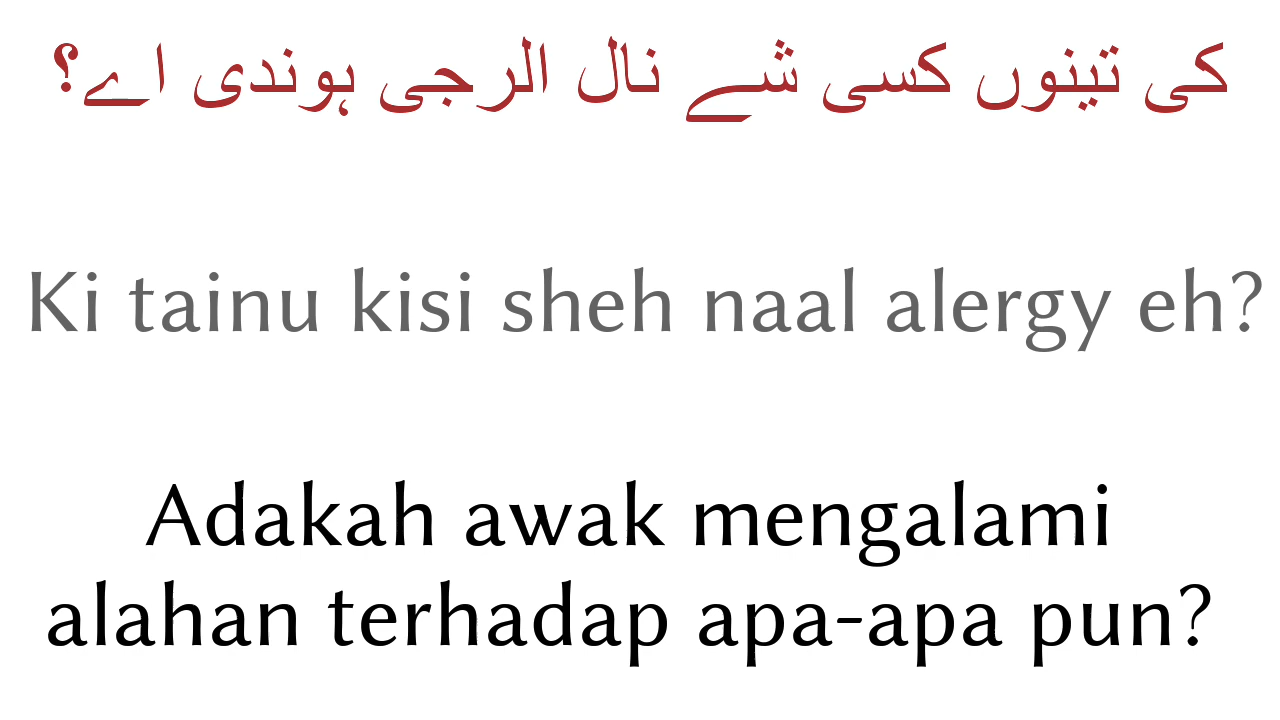 کی تینوں کسی شے نال الرجی ہوندی اے؟
Ki tainu kisi sheh naal alergy eh?
Adakah awak mengalami
alahan terhadap apa-apa pun?